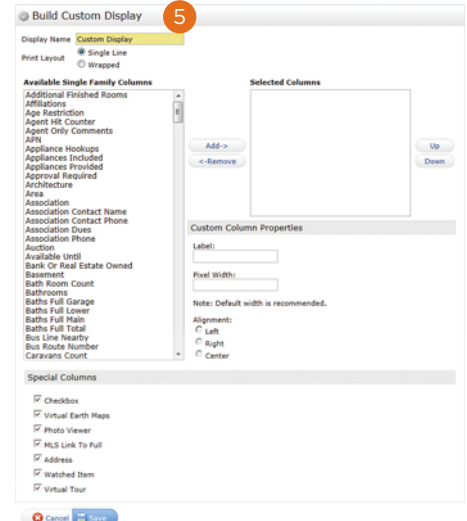 Build Custom Display
5
Display Name Custom Display
Print Layout
Single Line
Wrapped
Available Single Family Columns
Additional Finished Rooms
Affiliations
Age Restriction
Agent Hit Counter
Agent Only Comments
APN
Appliance Hookups
Appliances Included
Appliances Provided
Approval Required
Architecture
Area
Association
Association Contact Name
Association Contact Phone
Association Dues
Association Phone
Auction
Available Until
Bank Or Real Estate Owned
Basement
Bath Room Count
Bathrooms
Baths Full Garage
Baths Full Lower
Baths Full Main
Baths Full Total
Bus Line Nearby
Bus Route Number
Caravans Count
Add->
<-Remove
Selected Columns
Up
Down
Custom Column Properties
Label:
Pixel Width:
Note: Default width is recommended.
Alignment:
Left
Right
Center
Special Columns
Checkbox
Virtual Earth Maps
Photo Viewer
MLS Link To Full
Address
Watched Item
Virtual Tour
Cancel Save